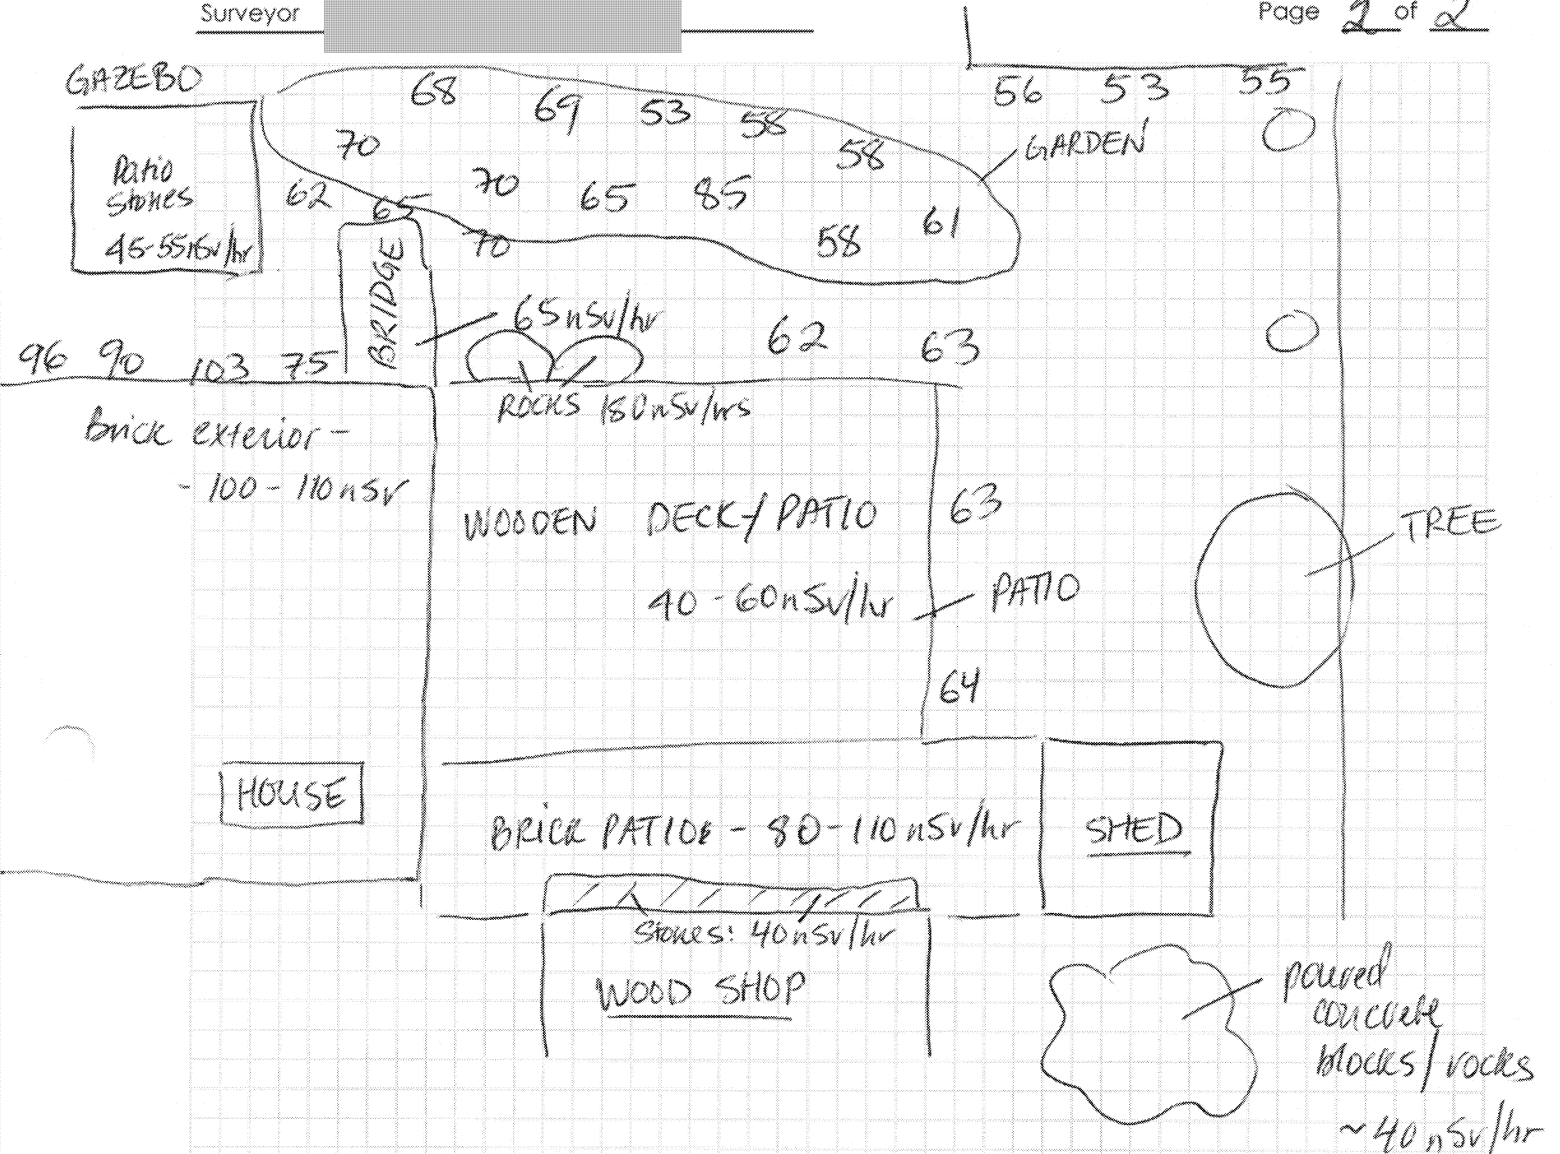 Surveyor
Page 2 of 2
GAZEBO
68 69 53 58 58
56 53 55
GARDEN
70 70 65 85 61
Patio
Stones
45-55nSv/hr
62 65 70 58
BRIDGE
65nSv/hr
62 63
96 90 103 75
ROCKS 180nSv/hrs
Brick exterior -
- 100 - 110nSv
WOODEN DECK/PATIO
63
TREE
40 - 60nSv/hr
PATIO
64
HOUSE
BRICK PATIO - 80-110nSv/hr
SHED
Stones: 40nSv/hr
WOOD SHOP
poured
concrete
blocks/rocks
~40nSv/hr